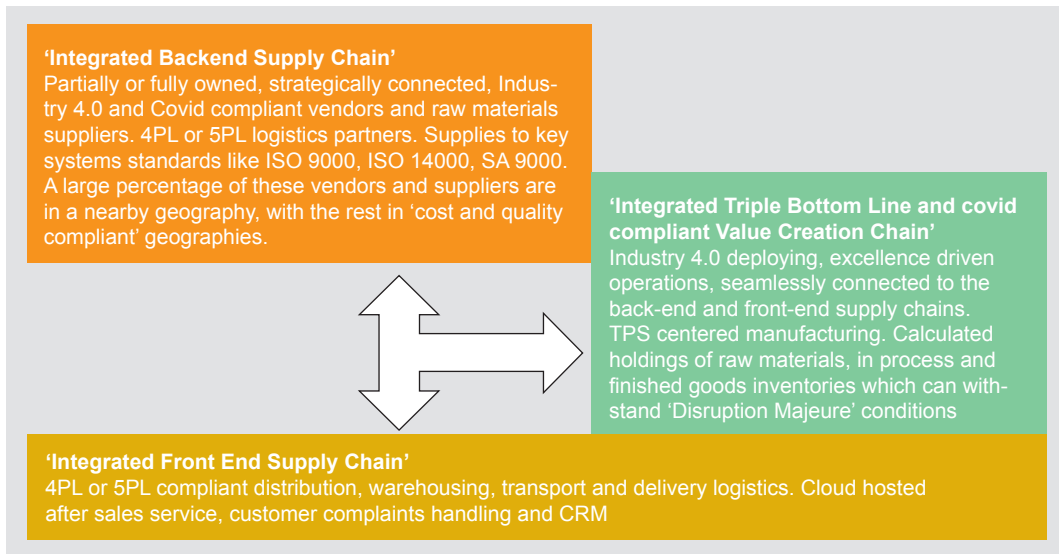 ‘Integrated Backend Supply Chain’
Partially or fully owned, strategically connected, Indus-
try 4.0 and Covid compliant vendors and raw materials
suppliers. 4PL or 5PL logistics partners. Supplies to key
systems standards like ISO 9000, ISO 14000, SA 9000.
A large percentage of these vendors and suppliers are
in a nearby geography, with the rest in ‘cost and quality
compliant’ geographies.
‘Integrated Triple Bottom Line and covid
compliant Value Creation Chain’
Industry 4.0 deploying, excellence driven
operations, seamlessly connected to the
back-end and front-end supply chains.
TPS centered manufacture. Calculated
holdings of raw materials, in process and
finished goods inventories which can with-
stand ‘Disruption Majeure’ conditions
‘Integrated Front End Supply Chain’
4PL or 5PL compliant distribution, warehousing, transport and delivery logistics. Cloud hosted
after sales service, customer complaints handling and CRM